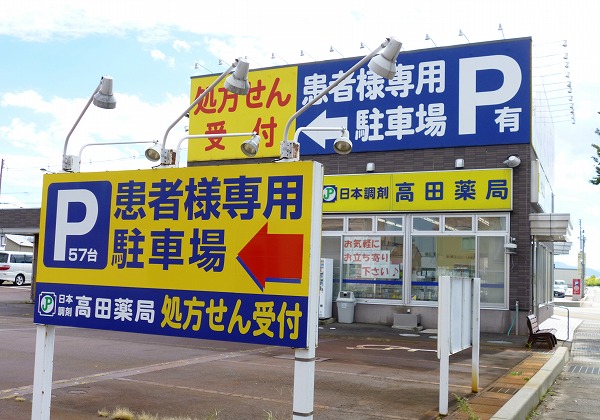 処方せん
受付
患者様専用
駐車場
P
有
JP 日本調剤 高田薬局
お気軽に
お立ち寄り
下さい♪
P
57台
患者様専用
駐車場
JP 日本
調剤 高田薬局 処方せん受付